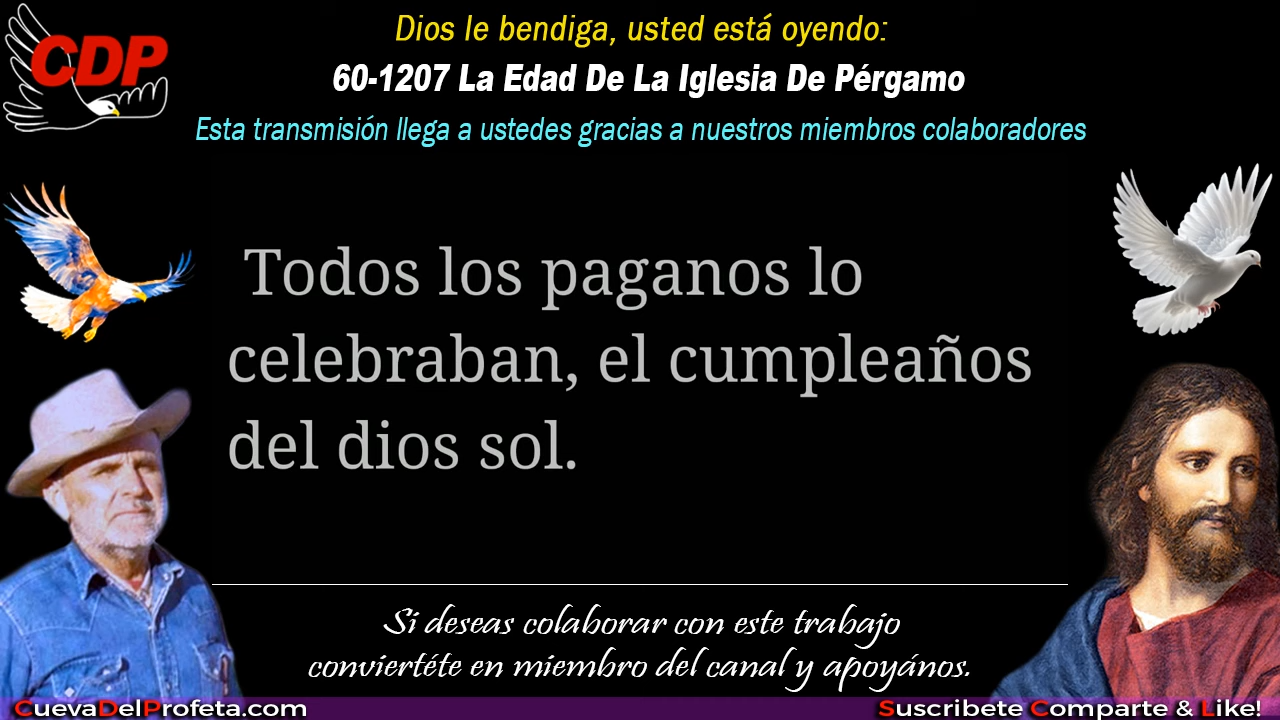 CDP
Dios le bendiga, usted está oyendo:
60-1207 La Edad De La Iglesia De Pérgamo
Esta transmisión llega a ustedes gracias a nuestros miembros colaboradores
Todos los paganos lo
celebraban, el cumpleaños
del dios sol.
Si deseas colaborar con este trabajo
conviertéte en miembro del canal y apoyános.
CuevaDelProfeta.com
Suscribete Comparte & Like!